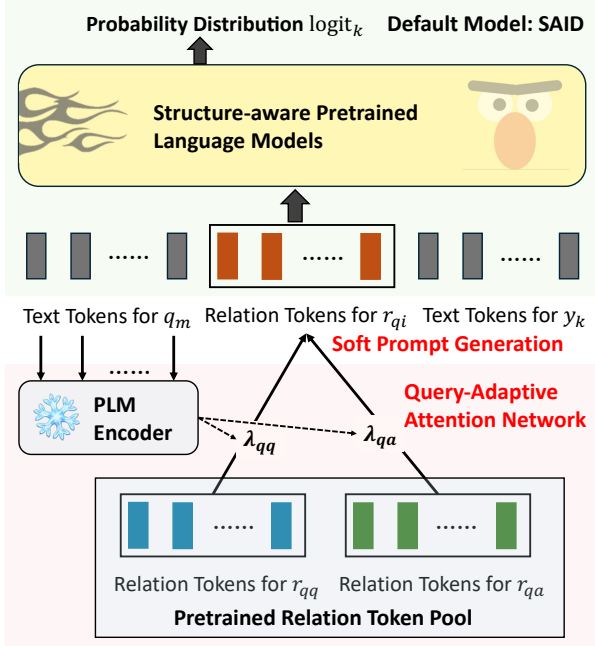 Probability Distribution logit_k
Default Model: SAID
Structure-aware Pretrained
Language Models
......
......
......
Text Tokens for q_m
Relation Tokens for r_qi
Text Tokens for y_k
Soft Prompt Generation
......
PLM
Encoder
Query-Adaptive
Attention Network
λ_qq
λ_qa
......
......
Relation Tokens for r_qq
Relation Tokens for r_qa
Pretrained Relation Token Pool